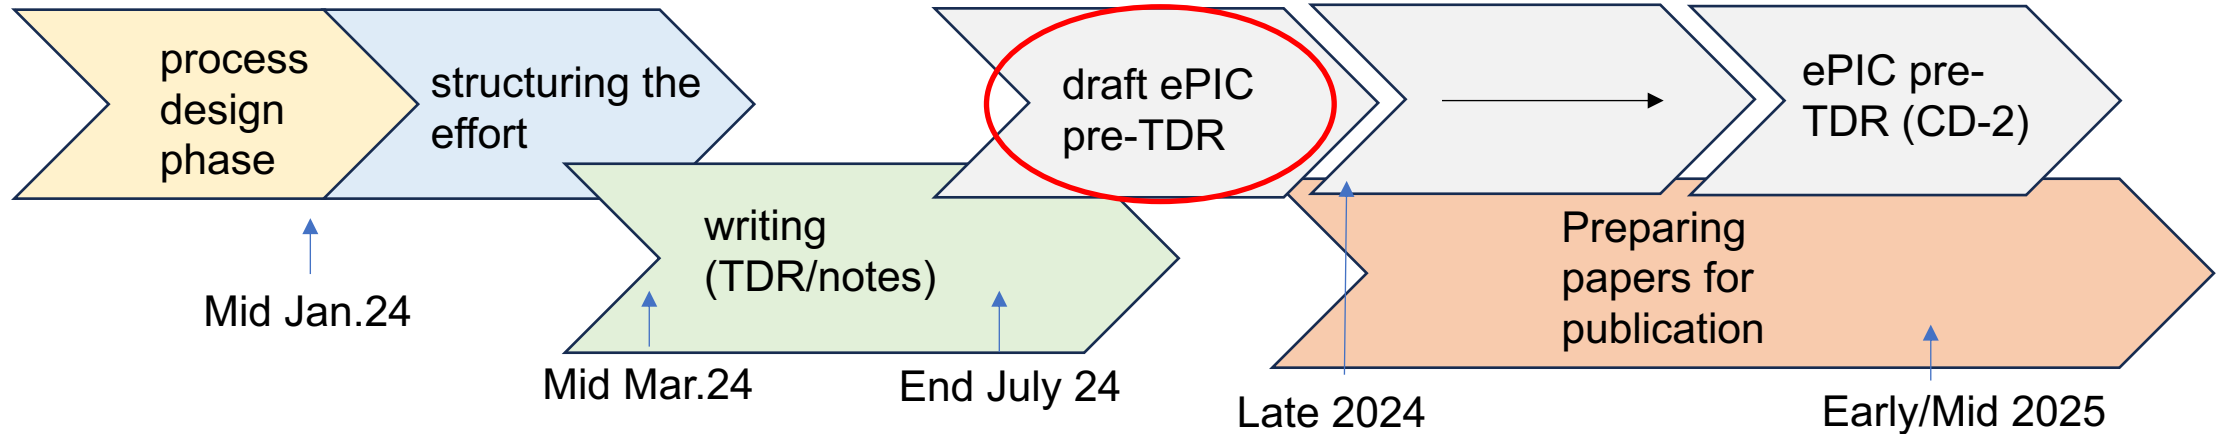 process
design
phase
structuring the
effort
draft ePIC
pre-TDR
ePIC pre-
TDR (CD-2)
writing
(TDR/notes)
Preparing
papers for
publication
Mid Jan.24
Mid Mar.24
End July 24
Late 2024
Early/Mid 2025